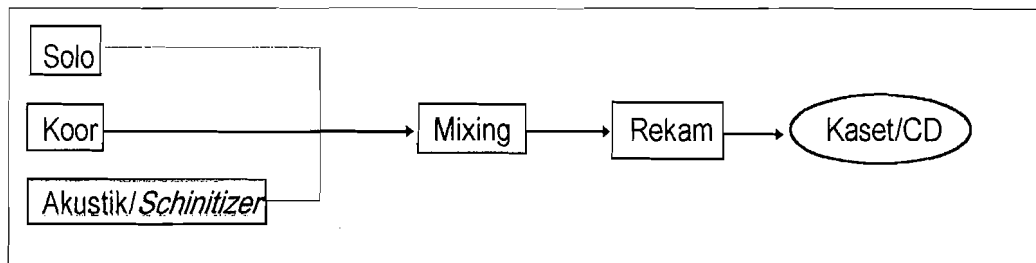 Solo
Koor
Mixing
Rekam
Kaset/CD
Akustik/Schinitizer